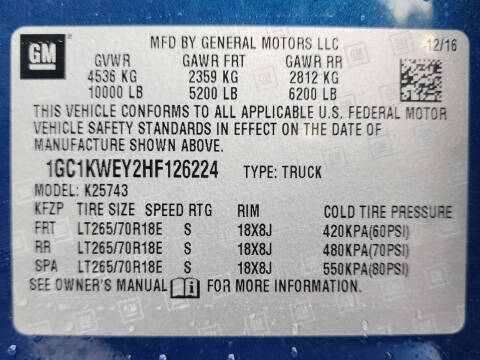 GM
MFD BY GENERAL MOTORS LLC 12/16
GVWR GAWR FRT GAWR RR
4536 KG 2359 KG 2812 KG
10000 LB 5200 LB 6200 LB
THIS VEHICLE CONFORMS TO ALL APPLICABLE U.S. FEDERAL MOTOR
VEHICLE SAFETY STANDARDS IN EFFECT ON THE DATE OF
MANUFACTURE SHOWN ABOVE.
1GC1KWEY2HF126224 TYPE: TRUCK
MODEL: K25743
KFZP TIRE SIZE SPEED RTG RIM COLD TIRE PRESSURE
FRT LT265/70R18E S 18X8J 420KPA(60PSI)
RR LT265/70R18E S 18X8J 480KPA(70PSI)
SPA LT265/70R18E S 18X8J 550KPA(80PSI)
SEE OWNER'S MANUAL FOR MORE INFORMATION.